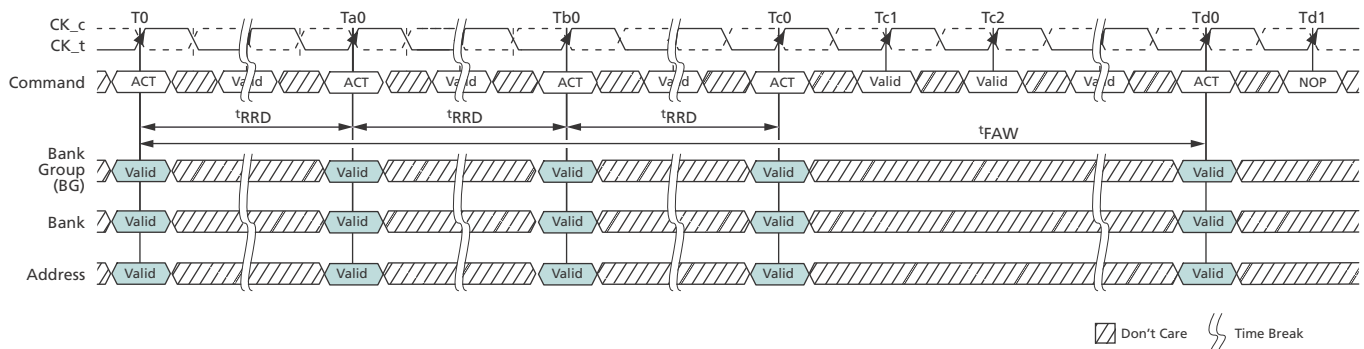 T0 Ta0 Tb0 Tc0 Tc1 Tc2 Td0 Td1
CK_c
CK_t
Command ACT Valid ACT Valid ACT Valid ACT Valid Valid Valid ACT NOP
tRRD tRRD tRRD
tFAW
Bank
Group
(BG)
Valid Valid Valid Valid Valid
Bank Valid Valid Valid Valid Valid
Address Valid Valid Valid Valid Valid
Don't Care Time Break